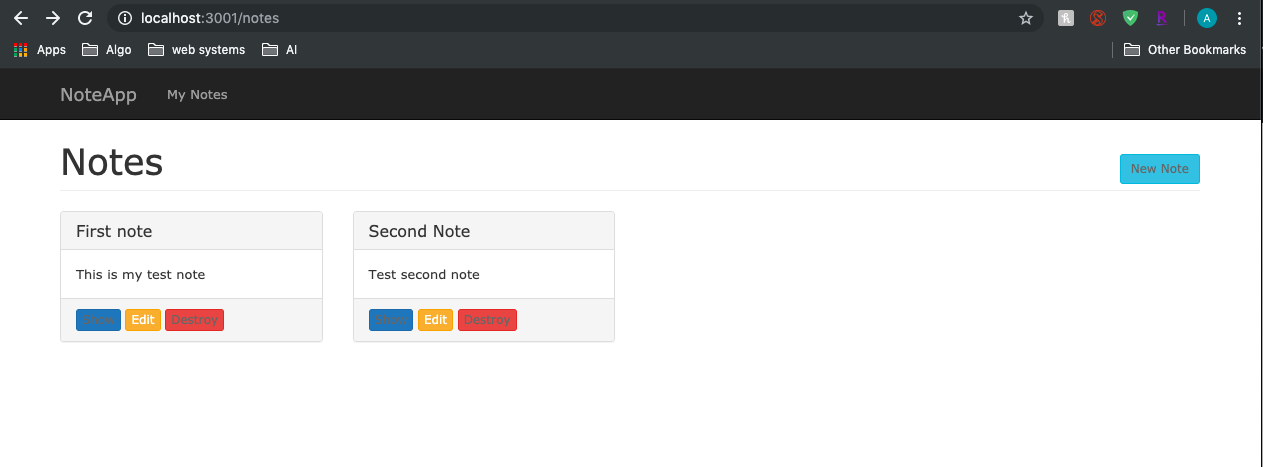 localhost:3001/notes
A
Apps Algo web systems AI Other Bookmarks
NoteApp My Notes
Notes
New Note
First note
This is my test note
Show Edit Destroy
Second Note
Test second note
Show Edit Destroy